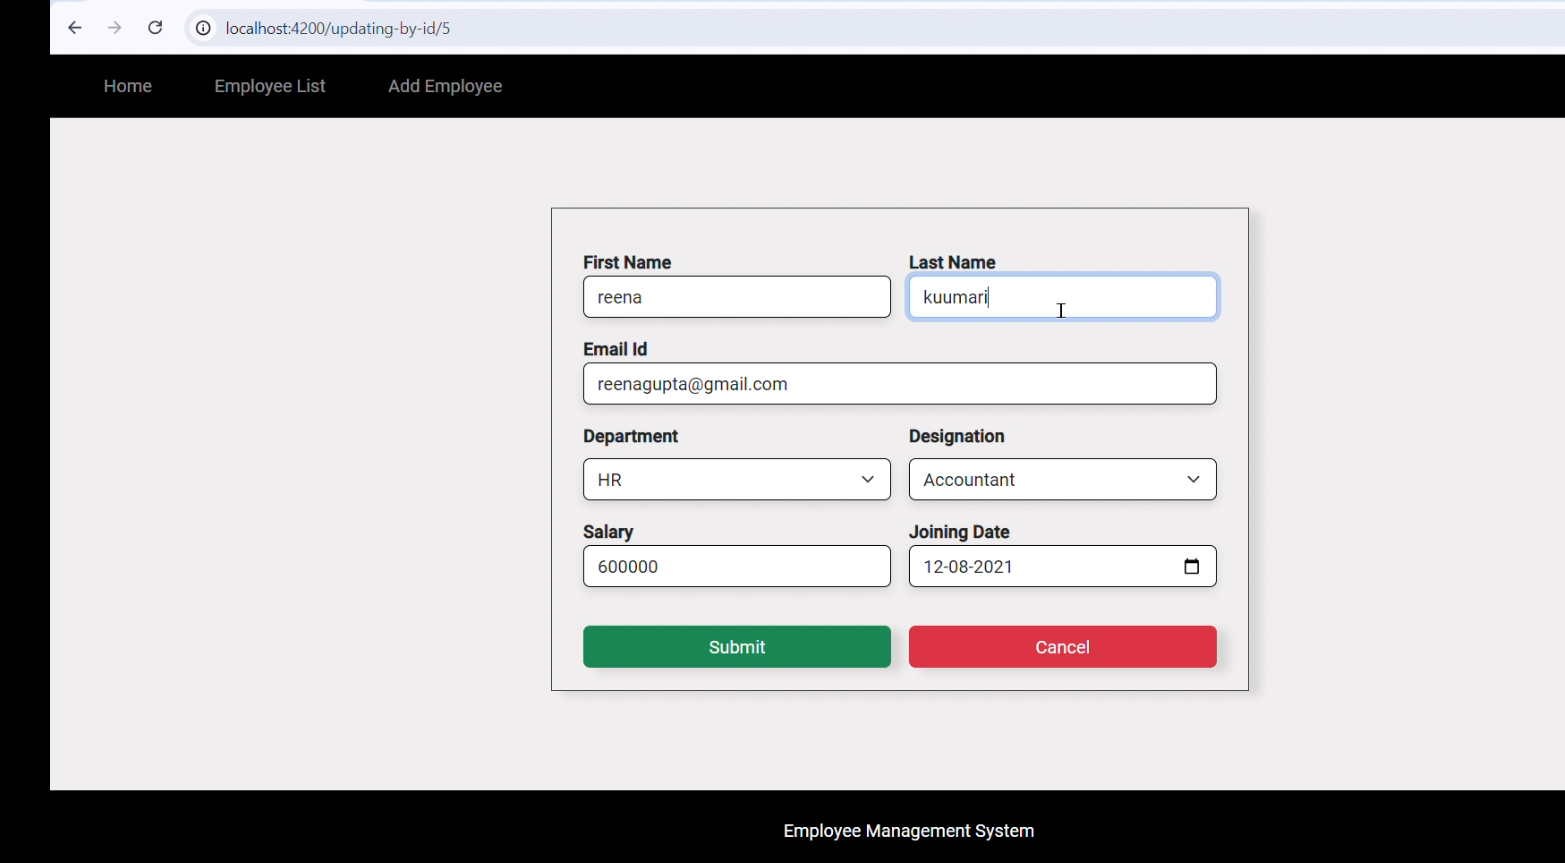 localhost:4200/updating-by-id/5
Home Employee List Add Employee
First Name Last Name
reena kuumari
Email Id
reenagupta@gmail.com
Department Designation
HR Accountant
Salary Joining Date
600000 12-08-2021
Submit Cancel
Employee Management System